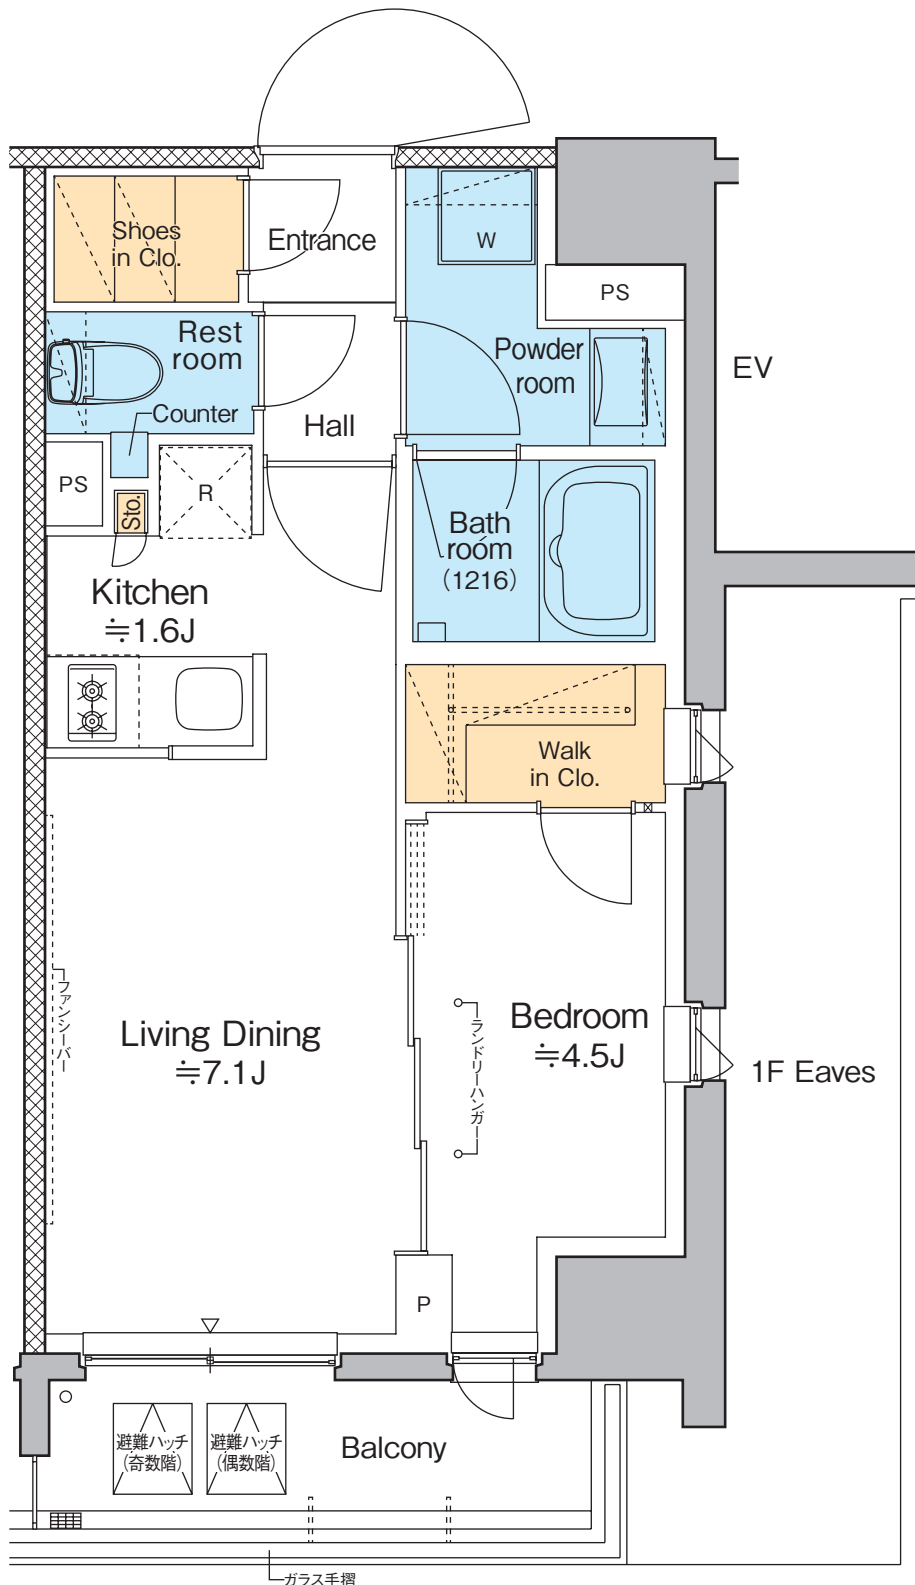 Shoes
in Clo.
Entrance
W
PS
Rest
room
Powder
room
EV
Counter
Hall
PS
R
Sto.
Bath
room
(1216)
Kitchen
≒1.6J
Walk
in Clo.
ファンシーバー
ランドリーハンガー
Living Dining
≒7.1J
Bedroom
≒4.5J
1F Eaves
P
避難ハッチ
(奇数階)
避難ハッチ
(偶数階)
Balcony
ガラス手摺